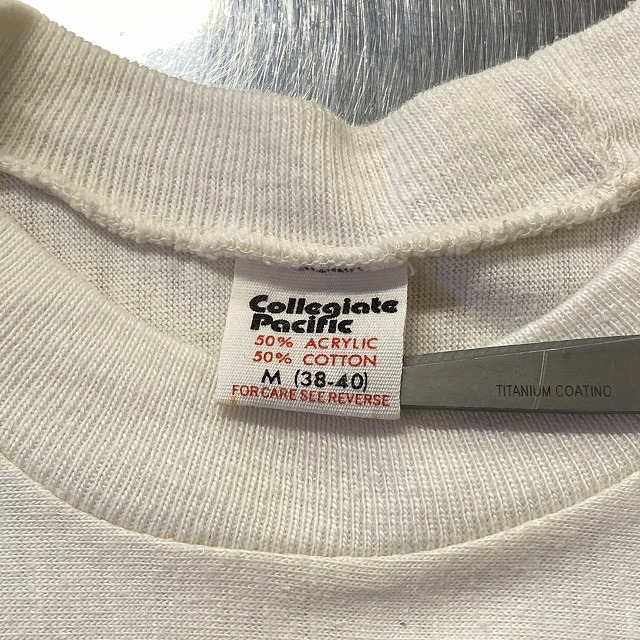 Collegiate
Pacific
50% ACRYLIC
50% COTTON
M (38-40)
FOR CARE SEE REVERSE
TITANIUM COATING